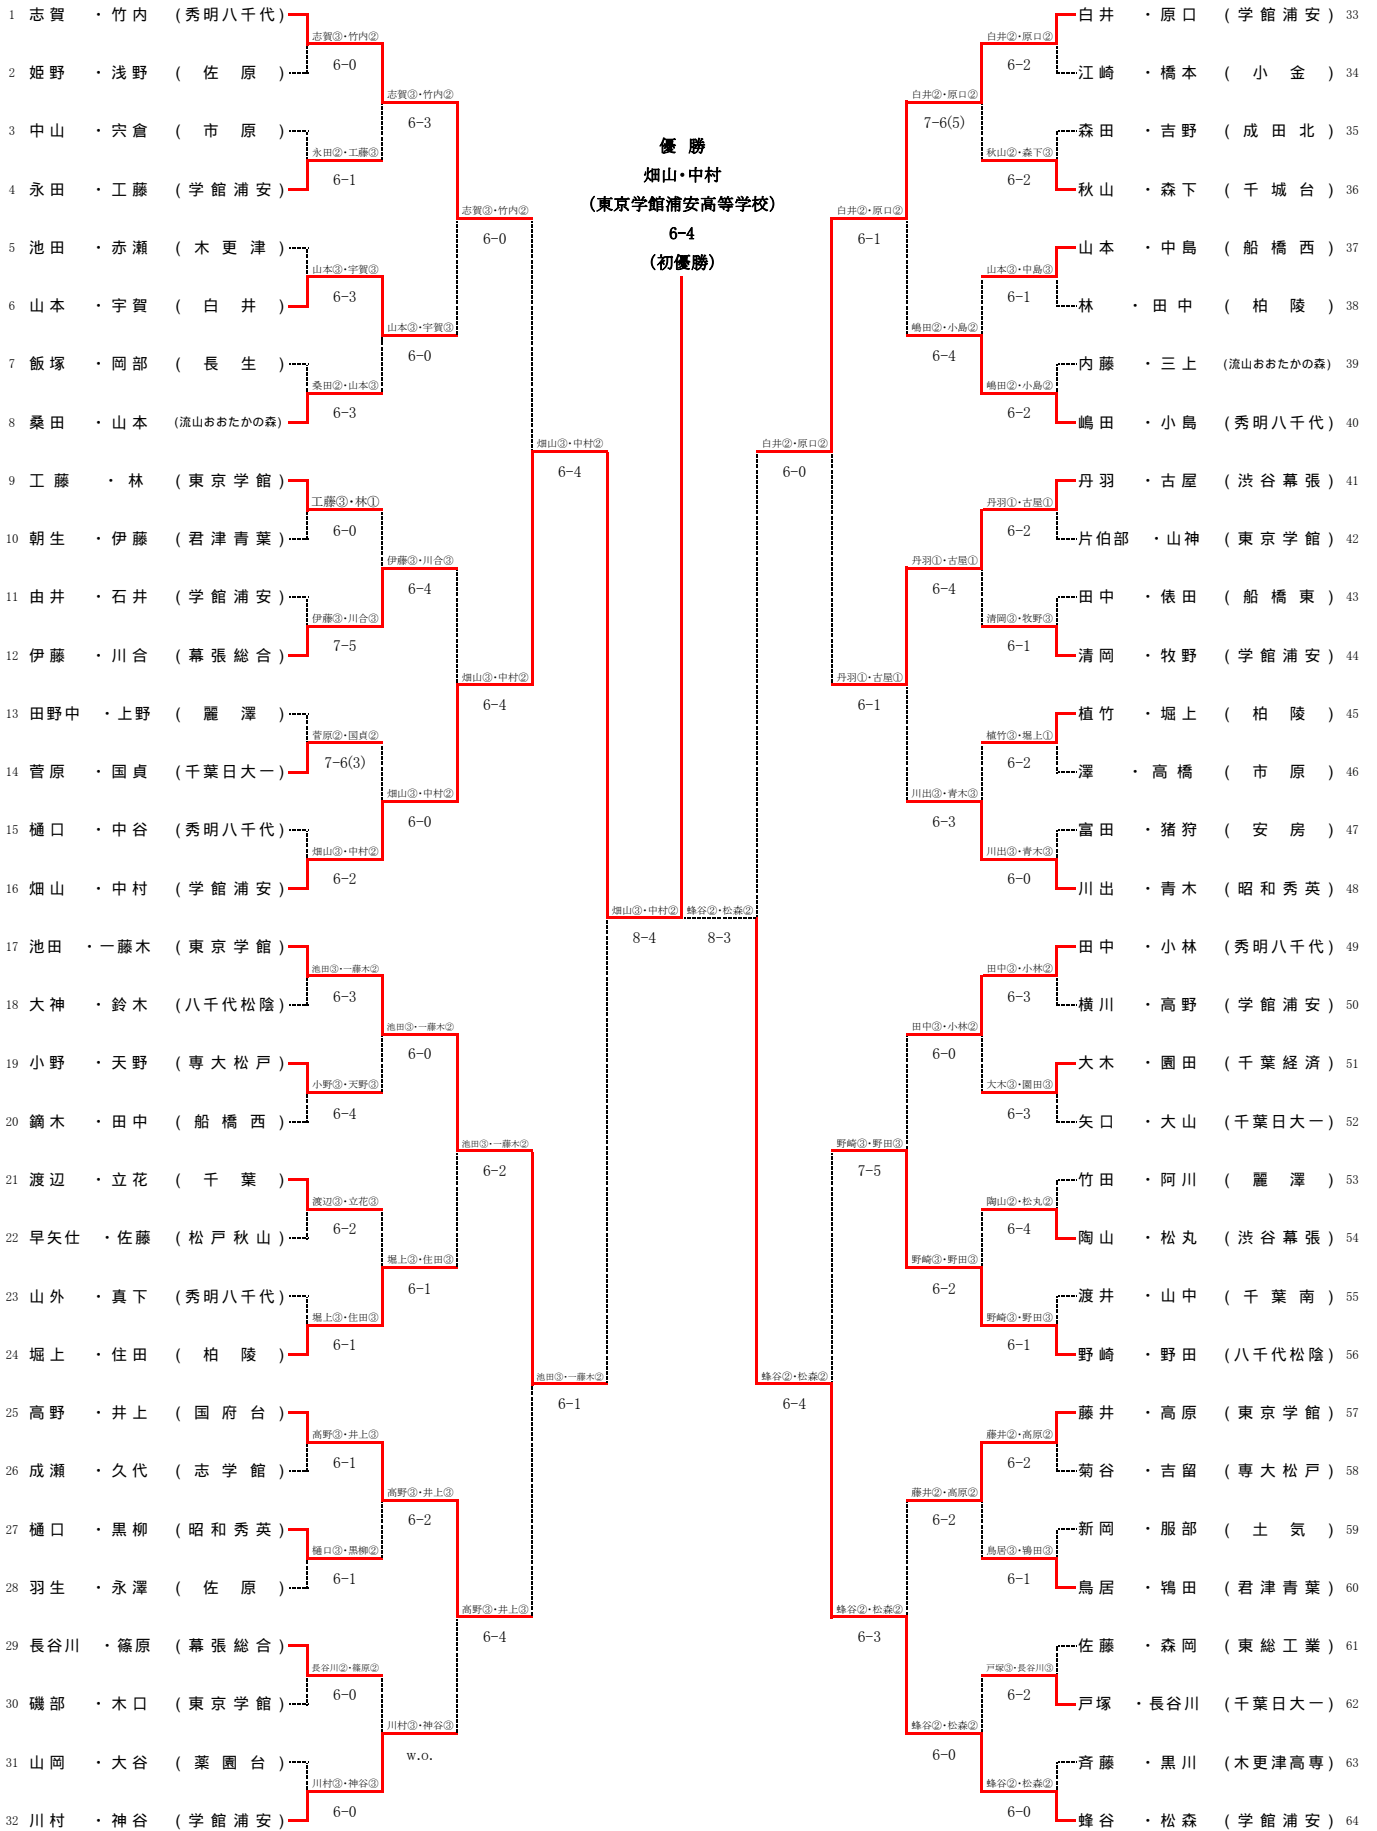 1 志賀 ・ 竹内 (秀明八千代)
志賀③・竹内②
6-0
2 姫野 ・ 浅野 ( 佐 原 )
志賀③・竹内②
6-3
3 中山 ・ 宍倉 ( 市 原 )
永田②・工藤③
6-1
4 永田 ・ 工藤 (学館浦安)
志賀③・竹内②
6-0
5 池田 ・ 赤瀬 ( 木更津 )
山本③・宇賀③
6-3
6 山本 ・ 宇賀 ( 白 井 )
山本③・宇賀③
6-0
7 飯塚 ・ 岡部 ( 長 生 )
桑田②・山本③
6-3
8 桑田 ・ 山本 (流山おおたかの森)
畑山③・中村②
6-4
9 工藤 ・ 林 (東京学館)
工藤③・林①
6-0
10 朝生 ・ 伊藤 (君津青葉)
伊藤③・川合③
6-4
11 由井 ・ 石井 (学館浦安)
伊藤③・川合③
7-5
12 伊藤 ・ 川合 (幕張総合)
畑山③・中村②
6-4
13 田野中 ・上野 ( 麗 澤 )
菅原②・国貞②
7-6(3)
14 菅原 ・ 国貞 (千葉日大一)
畑山③・中村②
6-0
15 樋口 ・ 中谷 (秀明八千代)
畑山③・中村②
6-2
16 畑山 ・ 中村 (学館浦安)
畑山③・中村②
8-4
17 池田 ・一藤木 (東京学館)
池田③・一藤木②
6-3
18 大神 ・ 鈴木 (八千代松陰)
池田③・一藤木②
6-0
19 小野 ・ 天野 (専大松戸)
小野③・天野③
6-4
20 鏑木 ・ 田中 ( 船橋西 )
池田③・一藤木②
6-2
21 渡辺 ・ 立花 ( 千 葉 )
渡辺③・立花③
6-2
22 早矢仕 ・佐藤 (松戸秋山)
堀上③・住田③
6-1
23 山外 ・ 真下 (秀明八千代)
堀上③・住田③
6-1
24 堀上 ・ 住田 ( 柏 陵 )
池田③・一藤木②
6-1
25 高野 ・ 井上 ( 国府台 )
高野③・井上③
6-1
26 成瀬 ・ 久代 ( 志学館 )
高野③・井上③
6-2
27 樋口 ・ 黒柳 (昭和秀英)
樋口③・黒柳②
6-1
28 羽生 ・ 永澤 ( 佐 原 )
高野③・井上③
6-4
29 長谷川 ・篠原 (幕張総合)
長谷川②・篠原②
6-0
30 磯部 ・ 木口 (東京学館)
川村③・神谷③
w.o.
31 山岡 ・ 大谷 ( 薬園台 )
川村③・神谷③
6-0
32 川村 ・ 神谷 (学館浦安)
優 勝
畑山・中村
(東京学館浦安高等学校)
6-4
(初優勝)
白井 ・ 原口 (学館浦安) 33
白井②・原口②
6-2
江崎 ・ 橋本 ( 小 金 ) 34
白井②・原口②
7-6(5)
森田 ・ 吉野 ( 成田北 ) 35
秋山②・森下③
6-2
秋山 ・ 森下 ( 千城台 ) 36
白井②・原口②
6-1
山本 ・ 中島 ( 船橋西 ) 37
山本③・中島③
6-1
林 ・ 田中 ( 柏 陵 ) 38
嶋田②・小島②
6-4
内藤 ・ 三上 (流山おおたかの森) 39
嶋田②・小島②
6-2
嶋田 ・ 小島 (秀明八千代) 40
白井②・原口②
6-0
丹羽 ・ 古屋 (渋谷幕張) 41
丹羽①・古屋①
6-2
片伯部 ・山神 (東京学館) 42
丹羽①・古屋①
6-4
田中 ・ 俵田 ( 船橋東 ) 43
清岡③・牧野③
6-1
清岡 ・ 牧野 (学館浦安) 44
丹羽①・古屋①
6-1
植竹 ・ 堀上 ( 柏 陵 ) 45
植竹③・堀上①
6-2
澤 ・ 高橋 ( 市 原 ) 46
川出③・青木③
6-3
富田 ・ 猪狩 ( 安 房 ) 47
川出③・青木③
6-0
川出 ・ 青木 (昭和秀英) 48
蜂谷②・松森②
8-3
田中 ・ 小林 (秀明八千代) 49
田中③・小林②
6-3
横川 ・ 高野 (学館浦安) 50
田中③・小林②
6-0
大木 ・ 園田 (千葉経済) 51
大木③・園田③
6-3
矢口 ・ 大山 (千葉日大一) 52
野崎③・野田③
7-5
竹田 ・ 阿川 ( 麗 澤 ) 53
陶山②・松丸②
6-4
陶山 ・ 松丸 (渋谷幕張) 54
野崎③・野田③
6-2
渡井 ・ 山中 ( 千葉南 ) 55
野崎③・野田③
6-1
野崎 ・ 野田 (八千代松陰) 56
蜂谷②・松森②
6-4
藤井 ・ 高原 (東京学館) 57
藤井②・高原②
6-2
菊谷 ・ 吉留 (専大松戸) 58
藤井②・高原②
6-2
新岡 ・ 服部 ( 土 気 ) 59
鳥居③・鴇田③
6-1
鳥居 ・ 鴇田 (君津青葉) 60
蜂谷②・松森②
6-3
佐藤 ・ 森岡 (東総工業) 61
戸塚③・長谷川③
6-2
戸塚 ・長谷川 (千葉日大一) 62
蜂谷②・松森②
6-0
斉藤 ・ 黒川 (木更津高専) 63
蜂谷②・松森②
6-0
蜂谷 ・ 松森 (学館浦安) 64